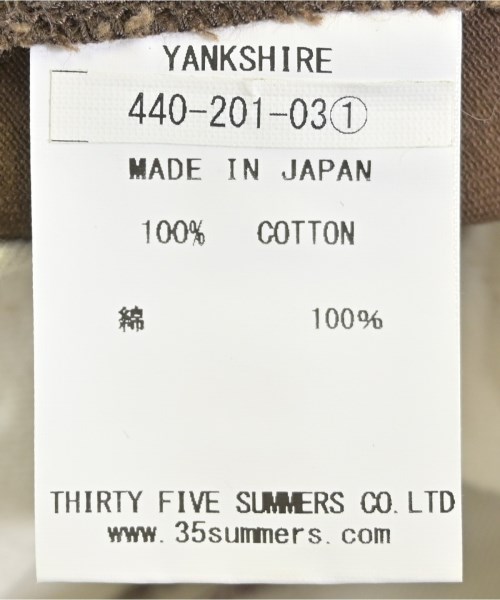 YANKSHIRE
440-201-03①
MADE IN JAPAN
100% COTTON
綿 100%
THIRTY FIVE SUMMERS CO. LTD
www. 35summers. com